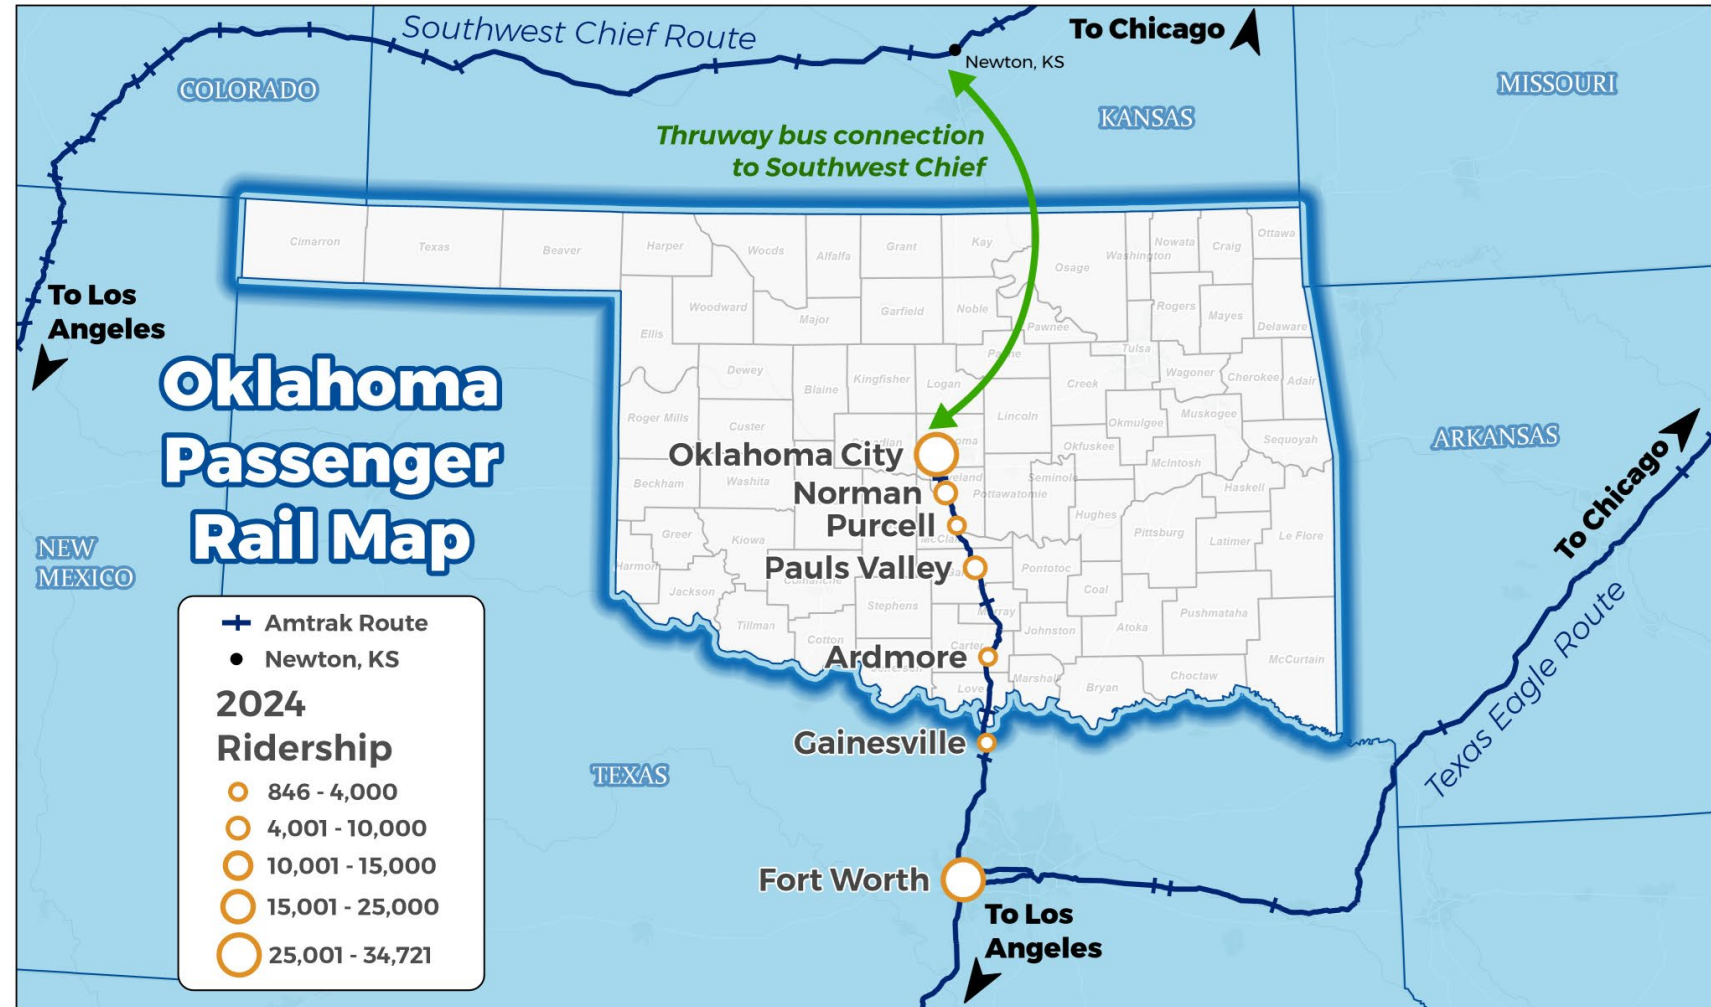 Southwest Chief Route
To Chicago
Newton, KS
COLORADO
MISSOURI
KANSAS
Thruway bus connection
to Southwest Chief
To Los
Angeles
Oklahoma
Passenger
Rail Map
Cimarron
Texas
Beaver
Harper
Woods
Alfalfa
Grant
Kay
Osage
Washington
Nowata
Craig
Ottawa
Ellis
Woodward
Major
Garfield
Noble
Pawnee
Rogers
Mayes
Delaware
Dewey
Blaine
Kingfisher
Logan
Creek
Tulsa
Wagoner
Cherokee
Adair
Roger Mills
Custer
Lincoln
Okmulgee
Muskogee
Okfuskee
McIntosh
Sequoyah
Beckham
Washita
Pottawatomie
Seminole
Hughes
Pittsburg
Haskell
Latimer
Le Flore
Greer
Kiowa
Harmon
Jackson
Tillman
Cotton
Stephens
Pontotoc
Coal
Johnston
Atoka
Pushmataha
Love
Marshall
Bryan
Choctaw
McCurtain
Oklahoma City
Norman
Purcell
Pauls Valley
Ardmore
Gainesville
Fort Worth
NEW
MEXICO
TEXAS
ARKANSAS
To Chicago
Texas Eagle Route
To Los
Angeles
Amtrak Route
Newton, KS
2024
Ridership
846 - 4,000
4,001 - 10,000
10,001 - 15,000
15,001 - 25,000
25,001 - 34,721